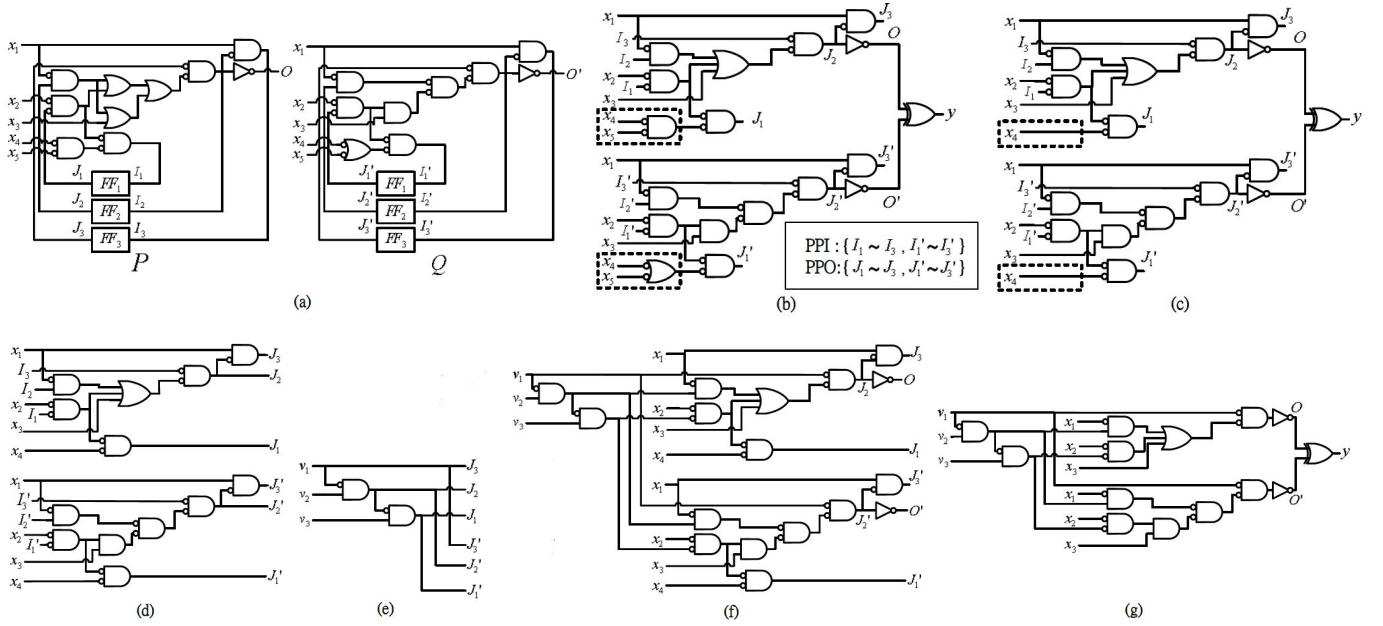 x₁
x₂
x₃
x₄
x₅
O
J₁ FF₁ I₁
J₂ FF₂ I₂
J₃ FF₃ I₃
P
x₁
x₂
x₃
x₄
x₅
O'
J₁' FF₁ I₁'
J₂' FF₂ I₂'
J₃' FF₃ I₃'
Q
(a)
x₁
I₃
I₂
x₂
I₁
x₃
x₄
x₅
J₃
O
J₂
J₁
y
x₁
I₃'
I₂'
x₂
I₁'
x₃
x₄
x₅
J₃'
J₂'
O'
J₁'
PPI : { I₁ ~ I₃ , I₁' ~ I₃' }
PPO: { J₁ ~ J₃ , J₁' ~ J₃' }
(b)
x₁
I₃
I₂
x₂
I₁
x₃
x₄
J₃
O
J₂
J₁
y
x₁
I₃'
I₂'
x₂
I₁'
x₃
x₄
J₃'
J₂'
O'
J₁'
(c)
x₁
I₃
I₂
x₂
I₁
x₃
x₄
J₃
J₂
J₁
x₁
I₃'
I₂'
x₂
I₁'
x₃
x₄
J₃'
J₂'
J₁'
(d)
v₁
v₂
v₃
J₃
J₂
J₁
J₃'
J₂'
J₁'
(e)
v₁
v₂
v₃
x₁
x₂
x₃
x₄
J₃
J₂
O
J₁
x₁
x₂
x₃
x₄
J₃'
J₂'
O'
J₁'
(f)
v₁
v₂
v₃
x₁
x₂
x₃
O
y
x₁
x₂
x₃
O'
(g)